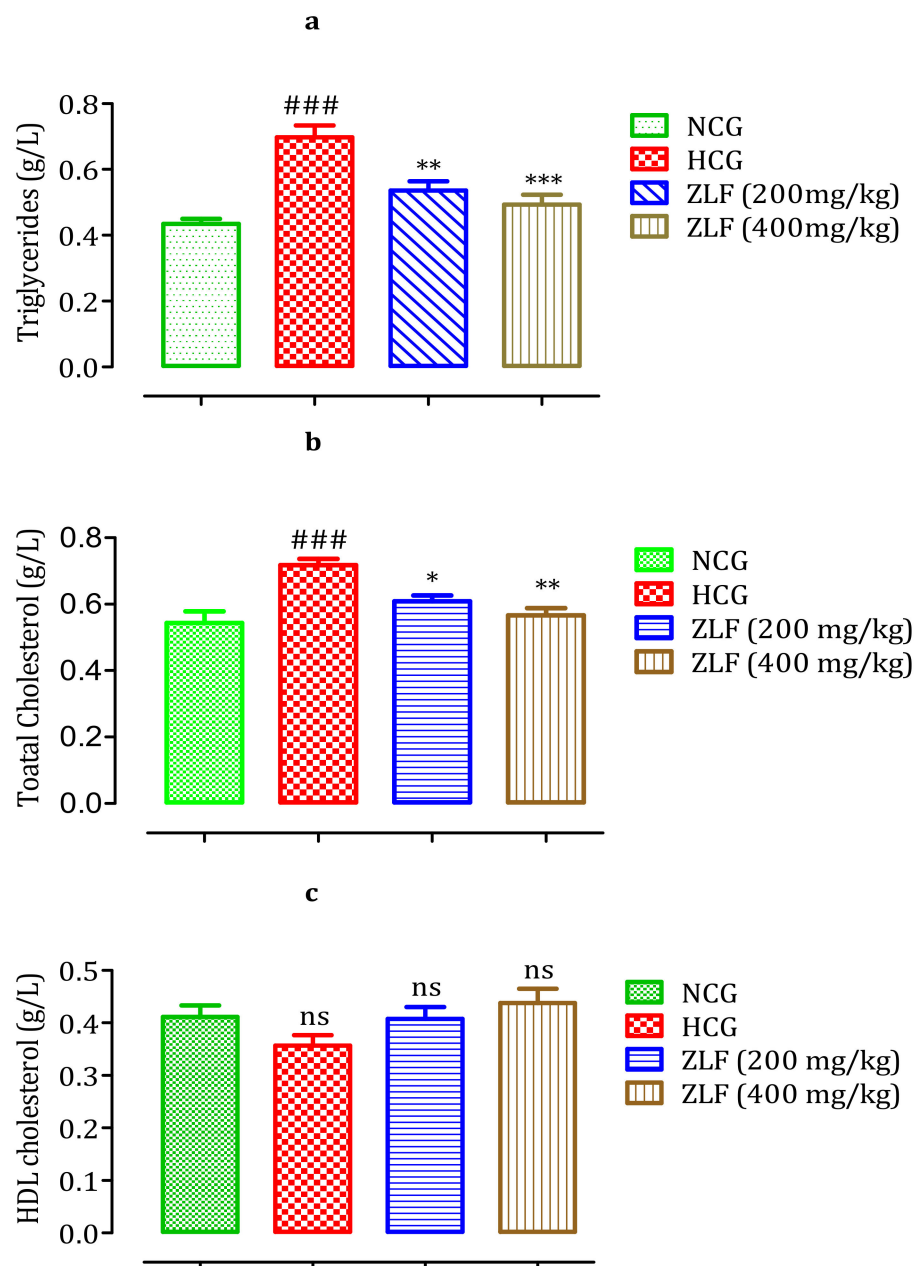 a
Triglycerides (g/L)
0.8
0.6
0.4
0.2
0.0
###
**
***
NCG
HCG
ZLF (200mg/kg)
ZLF (400mg/kg)
b
Toatal Cholesterol (g/L)
0.8
0.6
0.4
0.2
0.0
###
*
**
NCG
HCG
ZLF (200 mg/kg)
ZLF (400 mg/kg)
c
HDL cholesterol (g/L)
0.5
0.4
0.3
0.2
0.1
0.0
ns
ns
ns
NCG
HCG
ZLF (200 mg/kg)
ZLF (400 mg/kg)